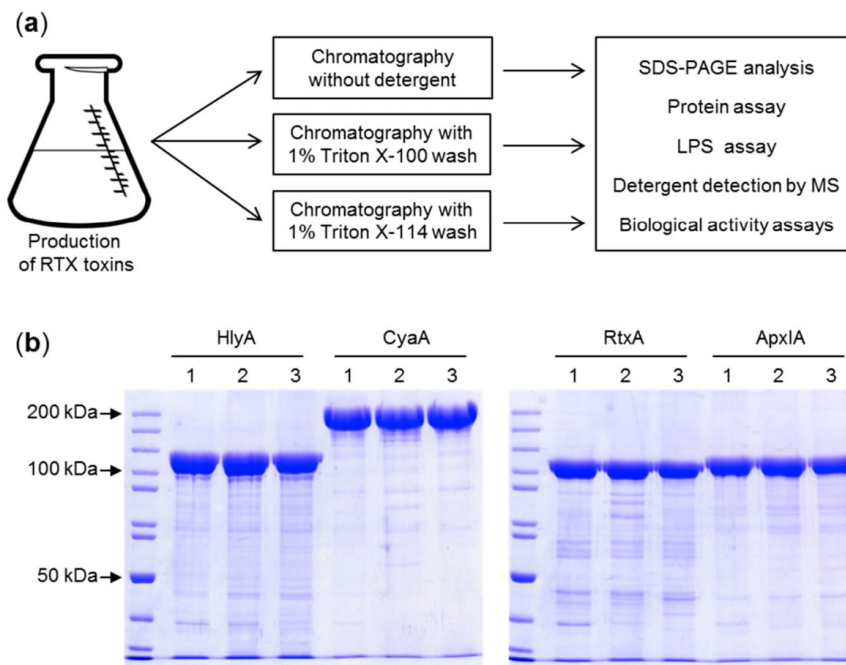 (a)
Production
of RTX toxins
Chromatography
without detergent
Chromatography with
1% Triton X-100 wash
Chromatography with
1% Triton X-114 wash
SDS-PAGE analysis
Protein assay
LPS assay
Detergent detection by MS
Biological activity assays
(b)
HlyA CyaA RtxA ApxIA
1 2 3 1 2 3 1 2 3 1 2 3
200 kDa
100 kDa
50 kDa